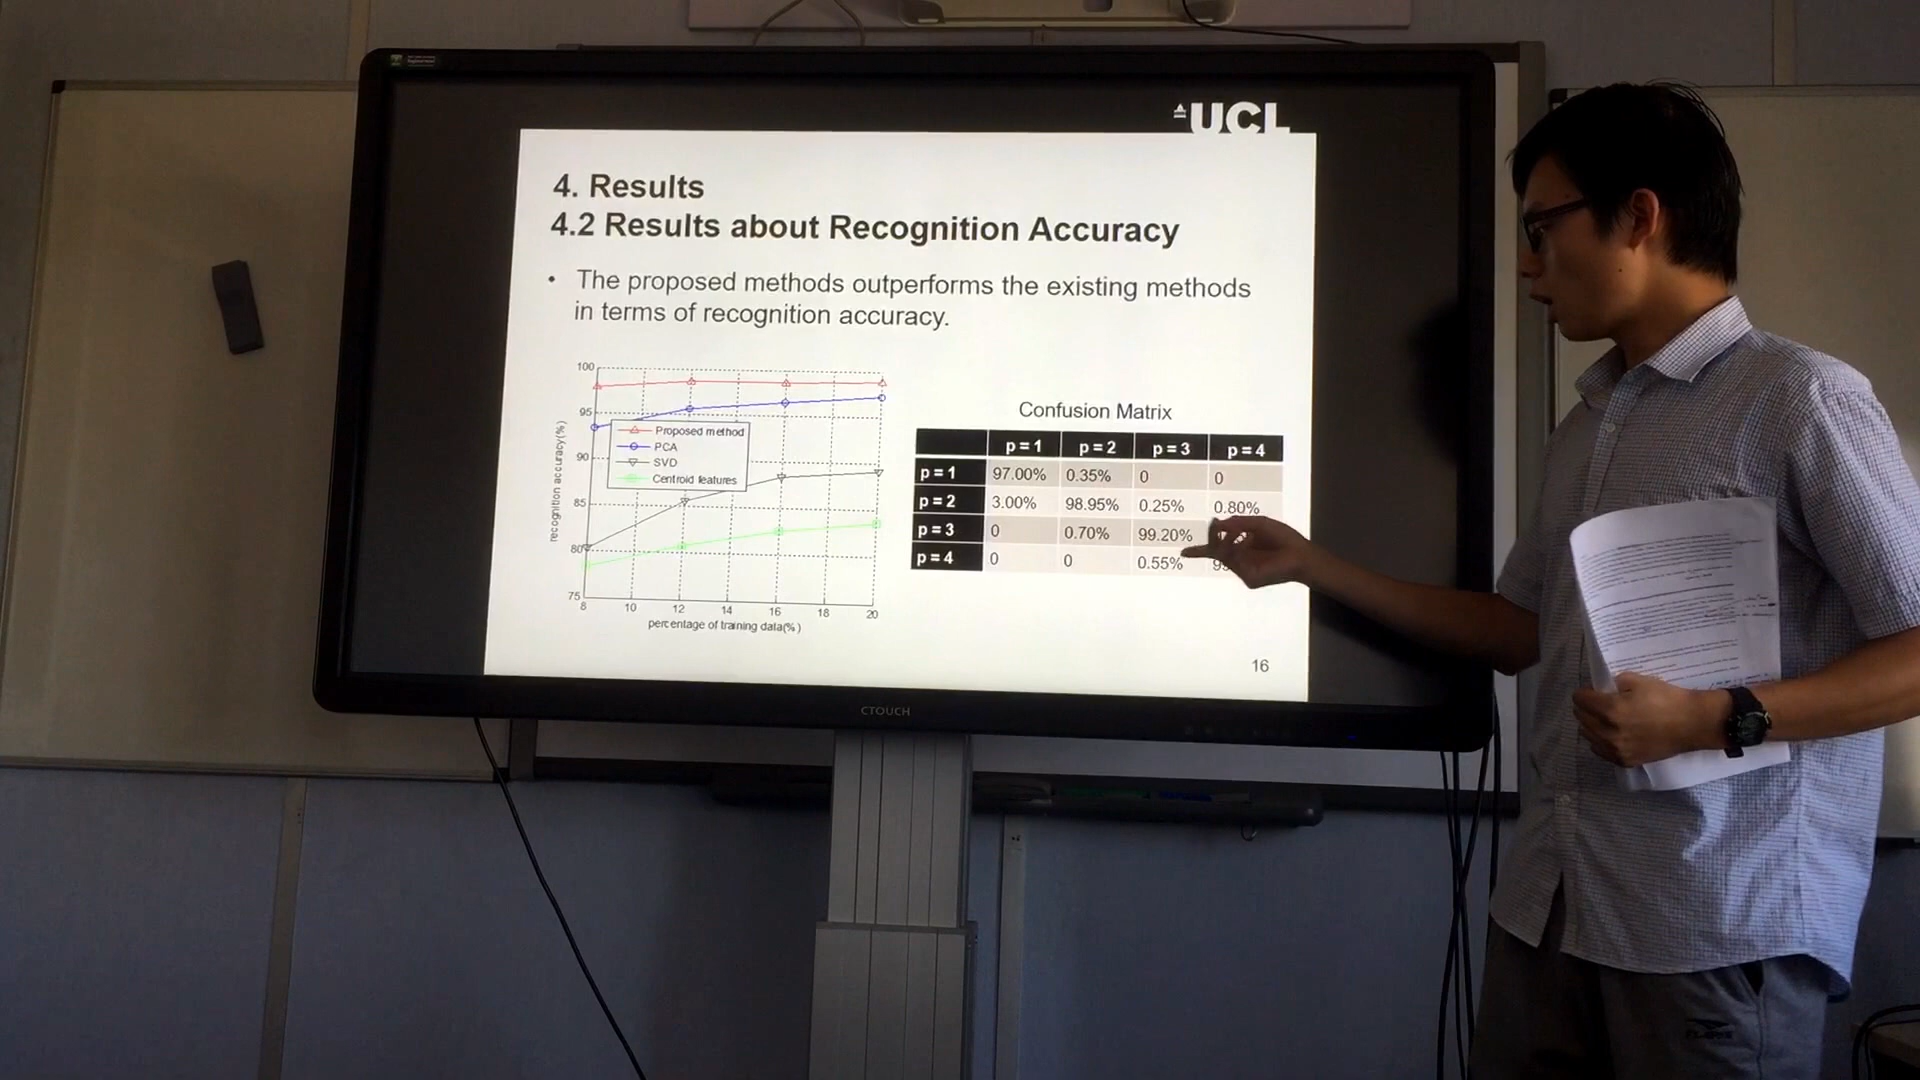 UCL
4. Results
4.2 Results about Recognition Accuracy
• The proposed methods outperforms the existing methods
in terms of recognition accuracy.
100
95
90
85
80
75
recognition accuracy(%)
Proposed method
PCA
SVD
Centroid features
8 10 12 14 16 18 20
percentage of training data(%)
Confusion Matrix
p = 1 p = 2 p = 3 p = 4
p = 1 97.00% 0.35% 0 0
p = 2 3.00% 98.95% 0.25% 0.80%
p = 3 0 0.70% 99.20%
p = 4 0 0 0.55%
16
CTOUCH